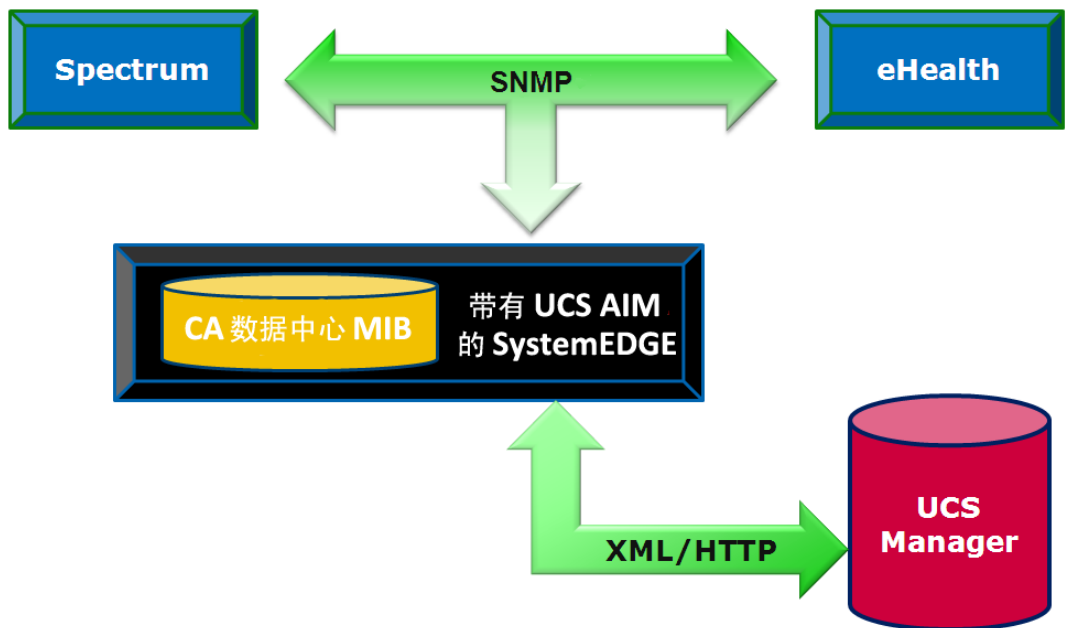 Spectrum
SNMP
eHealth
CA 数据中心 MIB
带有 UCS AIM
的 SystemEDGE
UCS
Manager
XML/HTTP